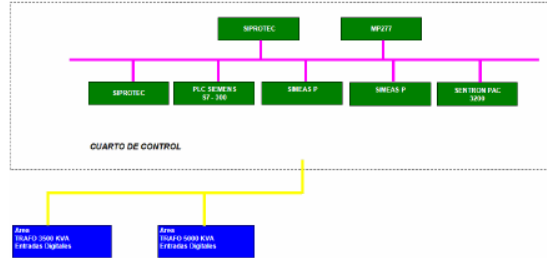 SIPROTEC
MP277
SIPROTEC
PLC SIEMENS
S7 - 300
SIMEAS P
SIMEAS P
SENTRON PAC
3200
CUARTO DE CONTROL
Area
TRAFO 3500 KVA
Entradas Digitales
Area
TRAFO 5000 KVA
Entradas Digitales